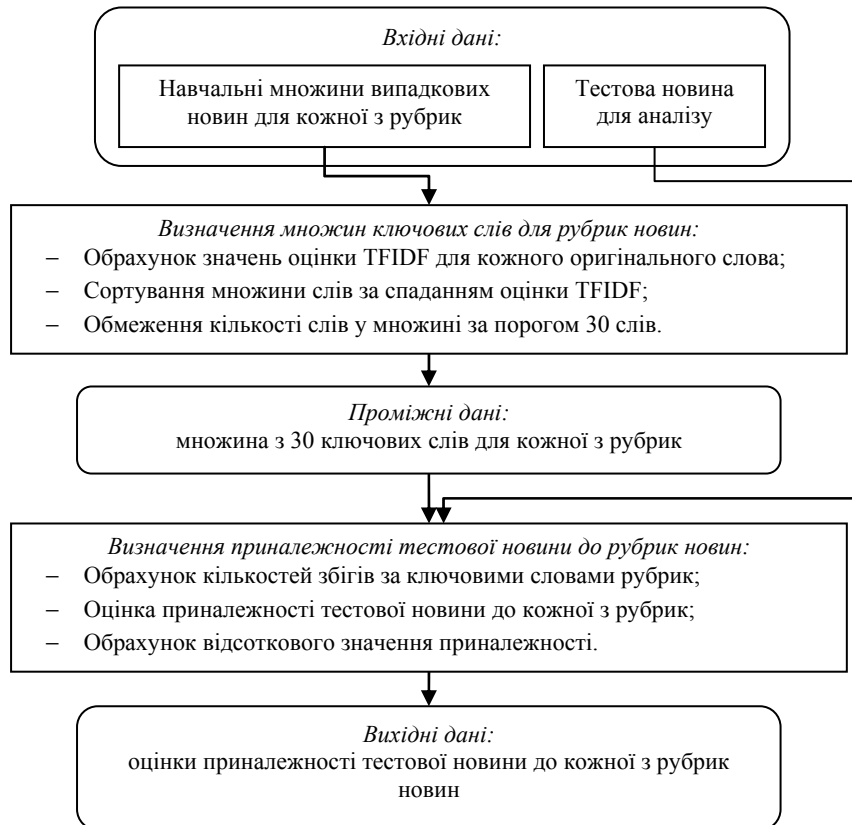 Вхідні дані:
Навчальні множини випадкових
новин для кожної з рубрик
Тестова новина
для аналізу
Визначення множин ключових слів для рубрик новин:
– Обрахунок значень оцінки TFIDF для кожного оригінального слова;
– Сортування множини слів за спаданням оцінки TFIDF;
– Обмеження кількості слів у множині за порогом 30 слів.
Проміжні дані:
множина з 30 ключових слів для кожної з рубрик
Визначення приналежності тестової новини до рубрик новин:
– Обрахунок кількостей збігів за ключовими словами рубрик;
– Оцінка приналежності тестової новини до кожної з рубрик;
– Обрахунок відсоткового значення приналежності.
Вихідні дані:
оцінки приналежності тестової новини до кожної з рубрик
новин